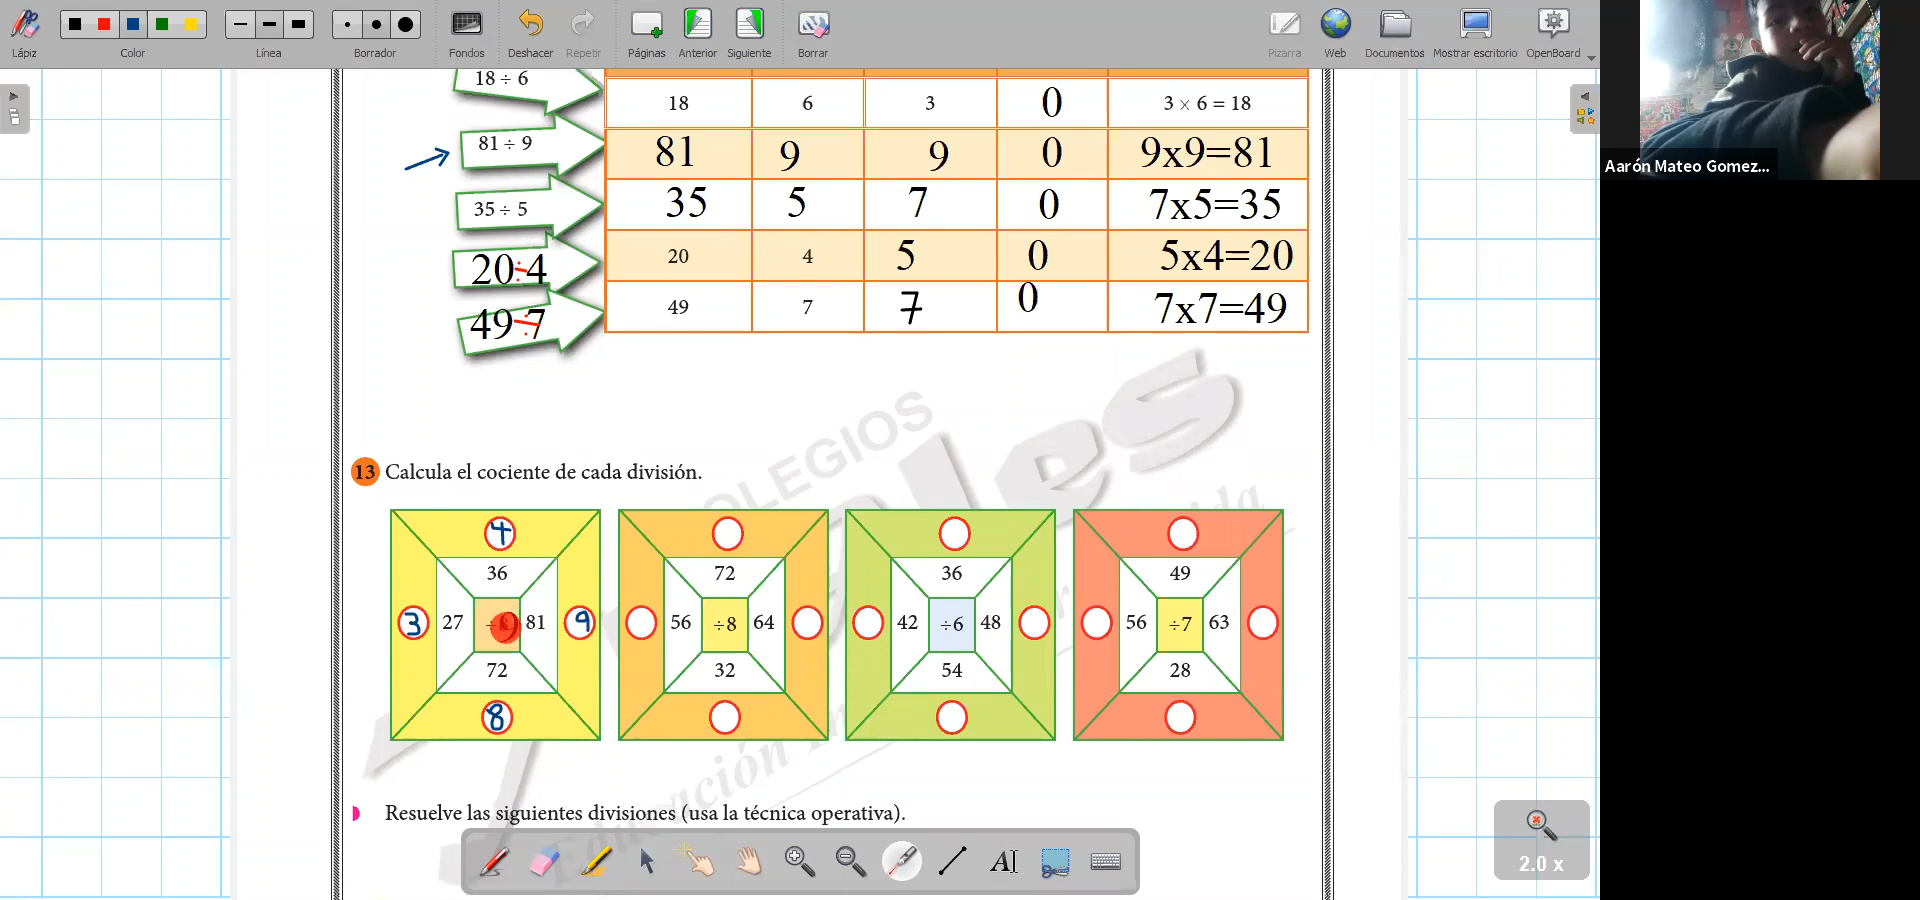 Lápiz
Color
Línea
Borrador
Fondos
Deshacer
Repetir
Páginas
Anterior
Siguiente
Borrar
Pizarra
Web
Documentos
Mostrar escritorio
OpenBoard
Aarón Mateo Gomez...
18 ÷ 6
18 6 3 0 3 × 6 = 18
81 ÷ 9
81 9 9 0 9x9=81
35 ÷ 5
35 5 7 0 7x5=35
20÷4
20 4 5 0 5x4=20
49÷7
49 7 7 0 7x7=49
COLEGIOS
13 Calcula el cociente de cada división.
4
36
3 27 81 9
72
8
72
56 ÷8 64
32
36
42 ÷6 48
54
49
56 ÷7 63
28
Resuelve las siguientes divisiones (usa la técnica operativa).
Educación
2.0 x